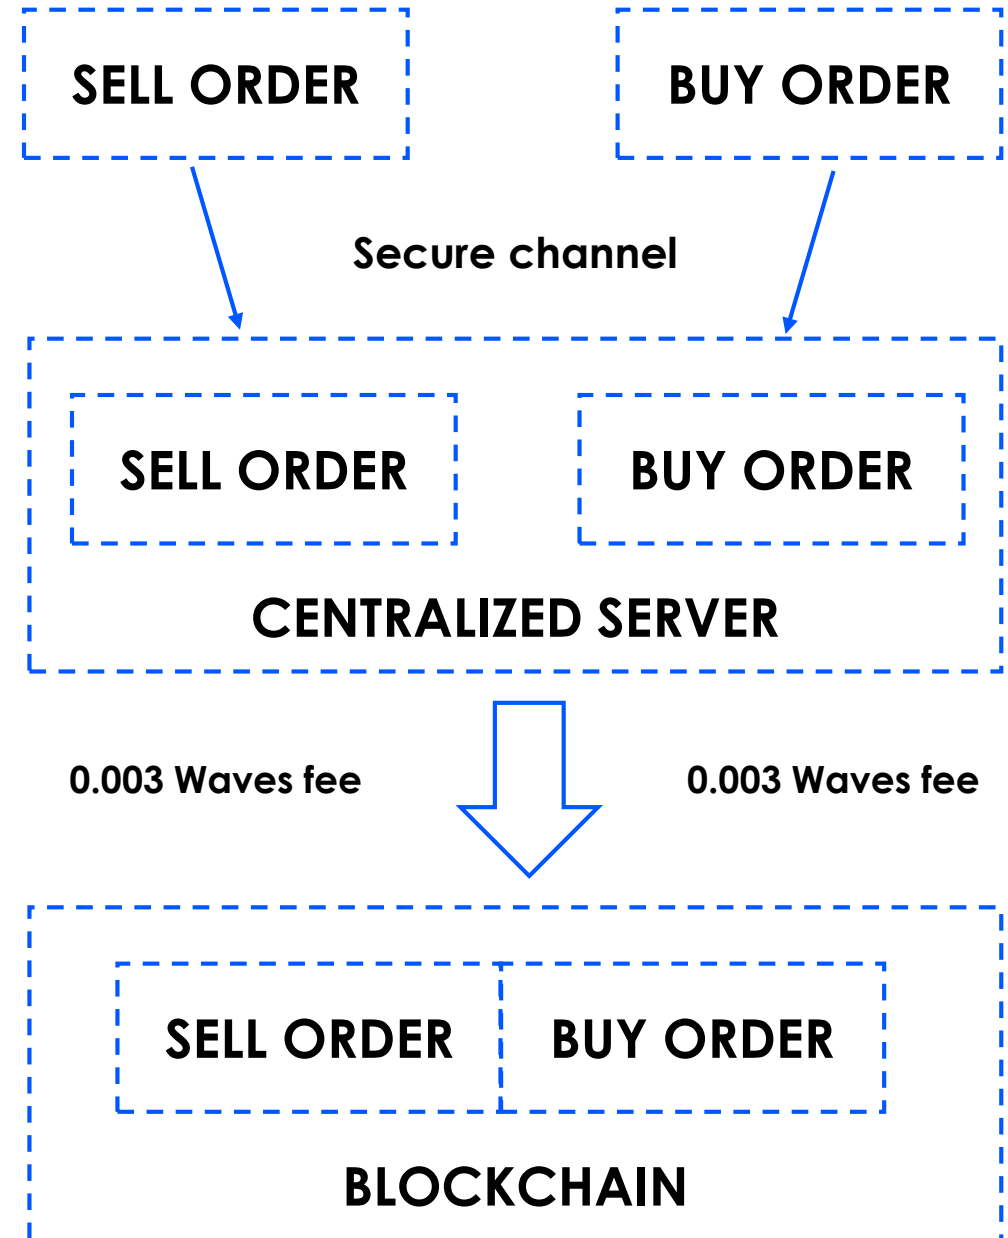 SELL ORDER
BUY ORDER
Secure channel
SELL ORDER
BUY ORDER
CENTRALIZED SERVER
0.003 Waves fee
0.003 Waves fee
SELL ORDER
BUY ORDER
BLOCKCHAIN